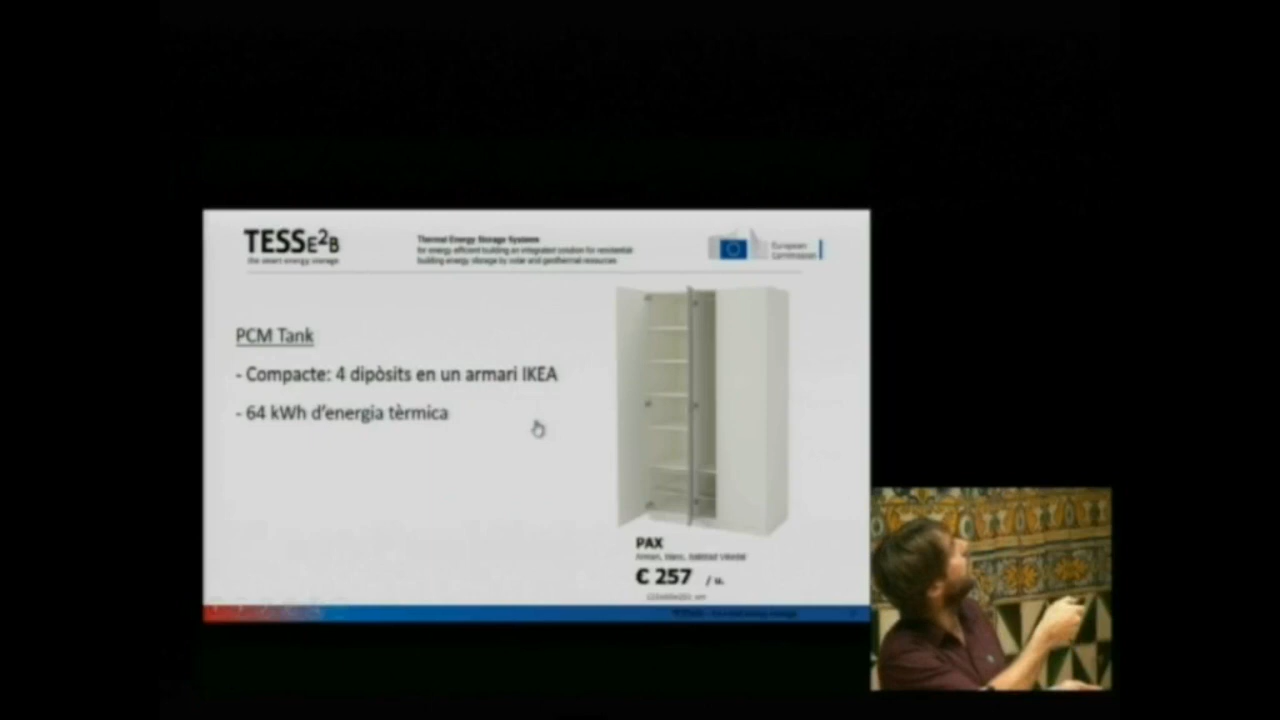 TESSE2B
the smart energy storage
Thermal Energy Storage Systems
for energy efficient building an integrated solution for residential
building energy storage by solar and geothermal resources
European
Commission
PCM Tank
- Compacte: 4 dipòsits en un armari IKEA
- 64 kWh d'energia tèrmica
PAX
€ 257 / u.